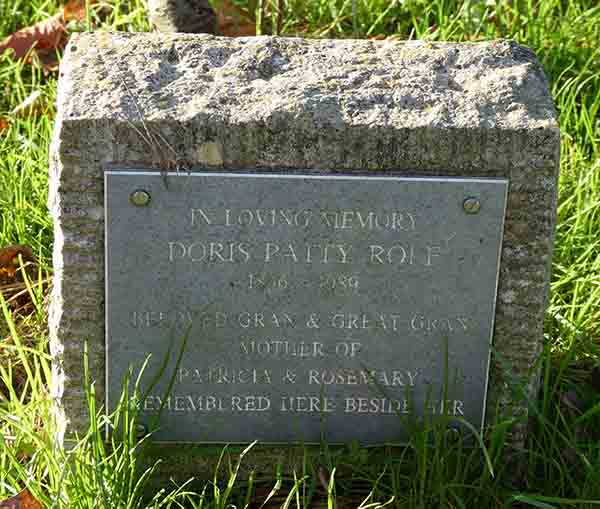 IN LOVING MEMORY
DORIS PATTY ROLF
1896 - 1989
BELOVED GRAN & GREAT GRAN
MOTHER OF
PATRICIA & ROSEMARY
REMEMBERED HERE BESIDE HER